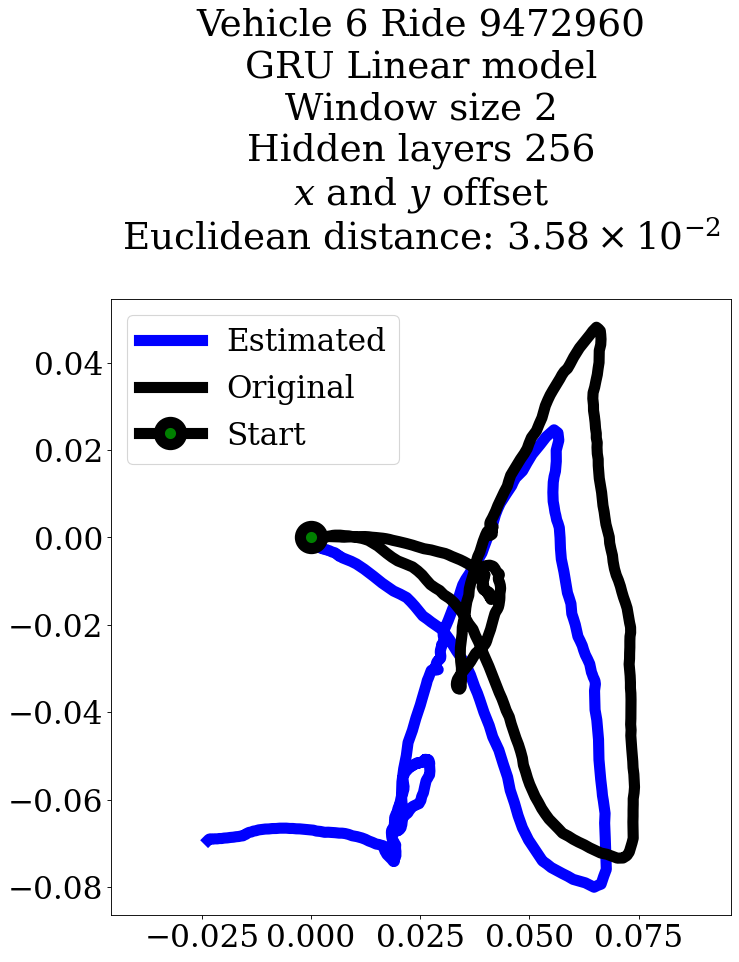 Vehicle 6 Ride 9472960
GRU Linear model
Window size 2
Hidden layers 256
x and y offset
Euclidean distance: 3.58 × 10⁻²
Estimated
Original
Start
0.04
0.02
0.00
−0.02
−0.04
−0.06
−0.08
−0.025 0.000 0.025 0.050 0.075